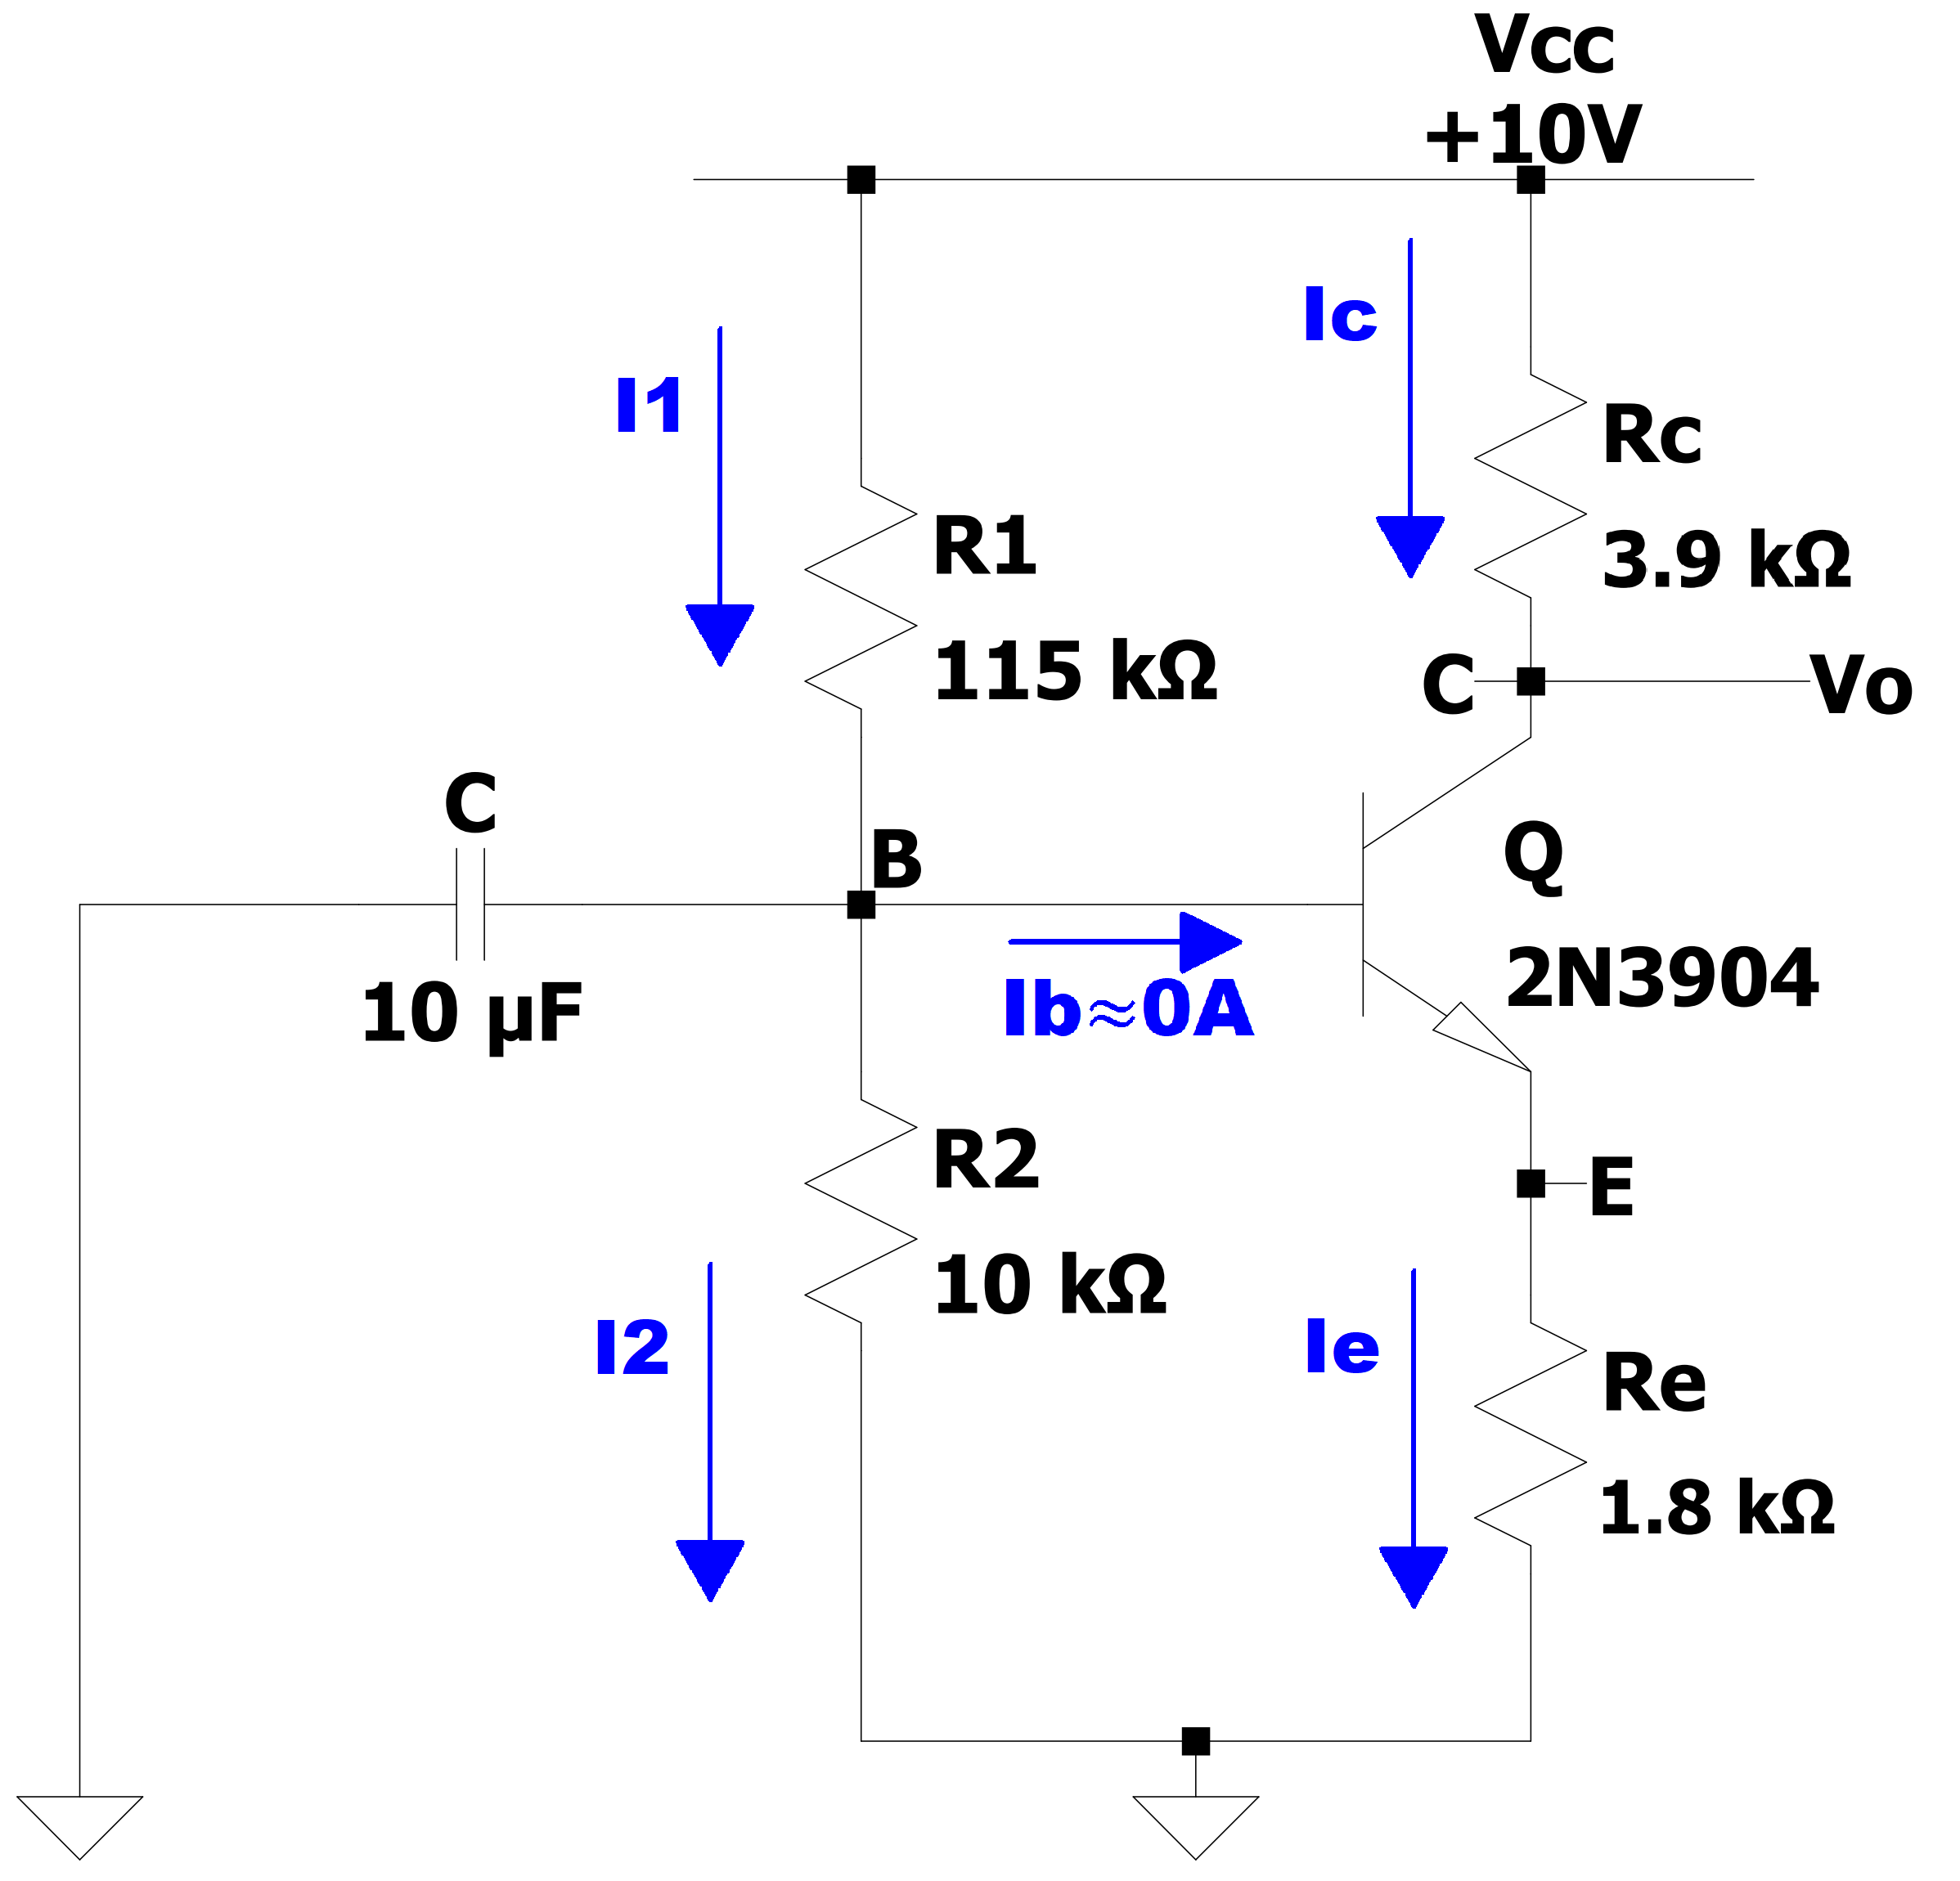 Vcc
+10V
Ic
I1
Rc
3.9 kΩ
R1
115 kΩ
C
Vo
C
10 µF
B
Q
2N3904
Ib≈0A
R2
10 kΩ
E
I2
Ie
Re
1.8 kΩ